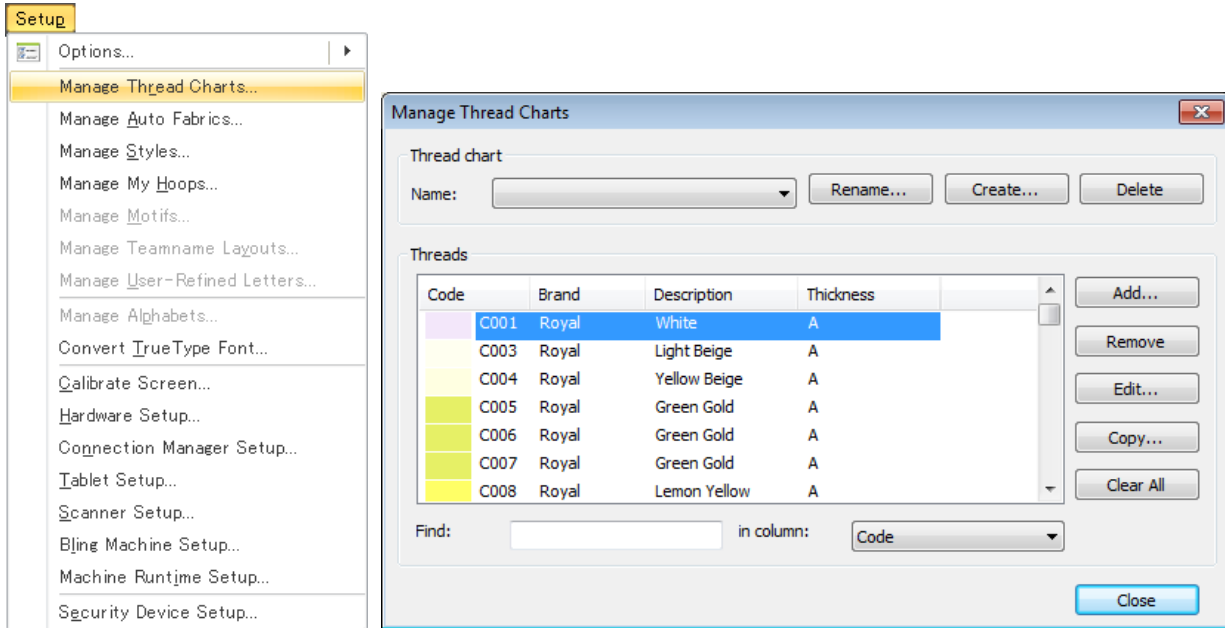 Setup
Options...
Manage Thread Charts...
Manage Auto Fabrics...
Manage Styles...
Manage My Hoops...
Manage Motifs...
Manage Teamname Layouts...
Manage User-Refined Letters...
Manage Alphabets...
Convert TrueType Font...
Calibrate Screen...
Hardware Setup...
Connection Manager Setup...
Tablet Setup...
Scanner Setup...
Bling Machine Setup...
Machine Runtime Setup...
Security Device Setup...
Manage Thread Charts
Thread chart
Name: Rename... Create... Delete
Threads
Code Brand Description Thickness
C001 Royal White A
C003 Royal Light Beige A
C004 Royal Yellow Beige A
C005 Royal Green Gold A
C006 Royal Green Gold A
C007 Royal Green Gold A
C008 Royal Lemon Yellow A
Add...
Remove
Edit...
Copy...
Clear All
Find: in column: Code
Close